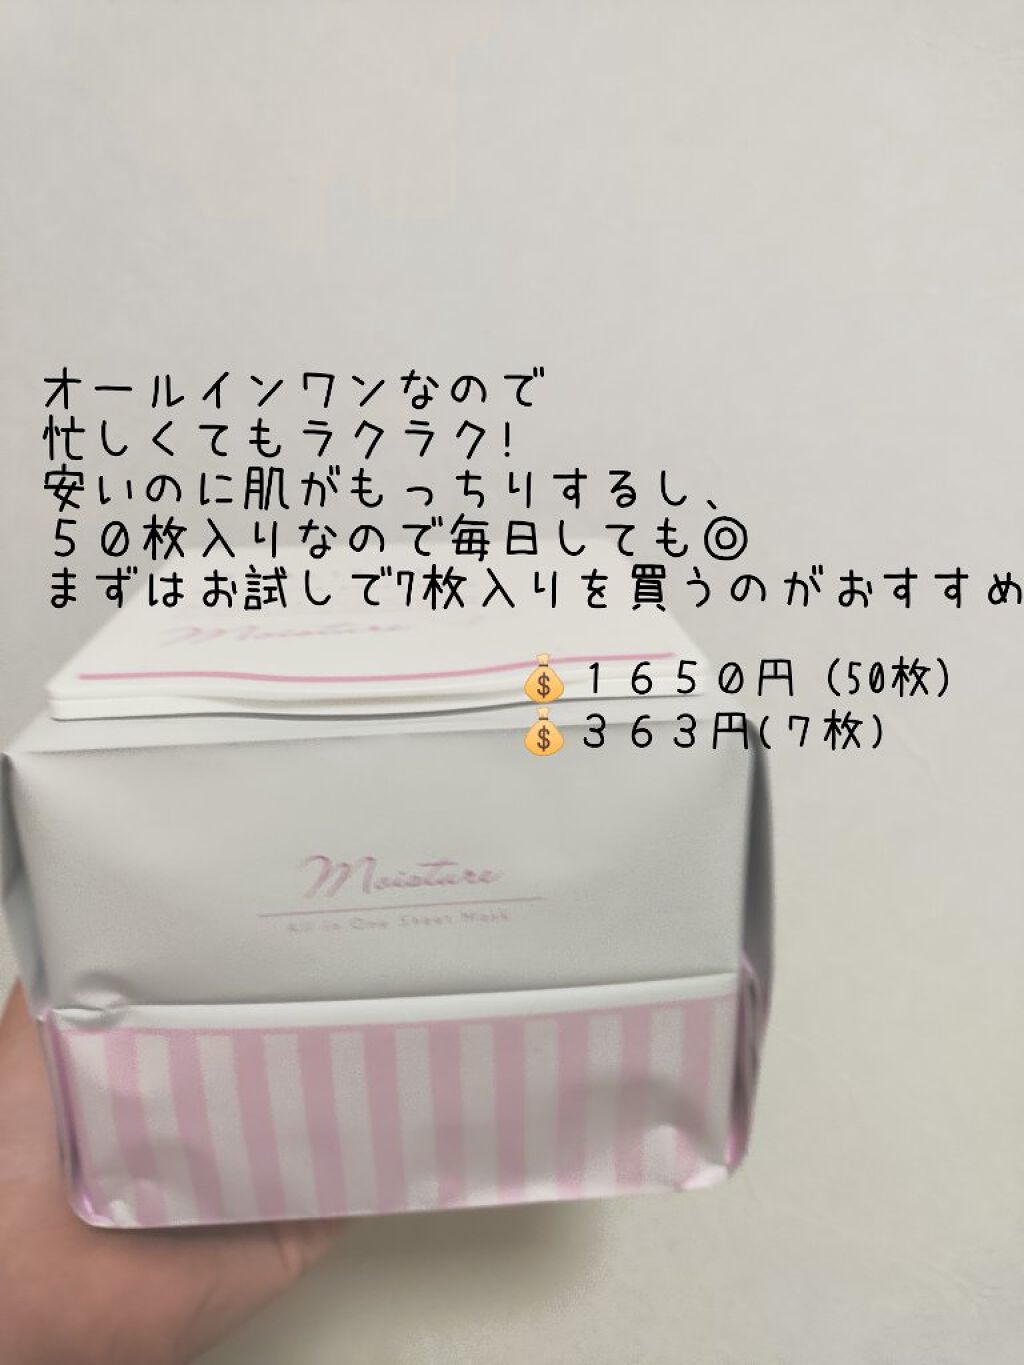 オールインワンなので
忙しくてもラクラク!
安いのに肌がもっちりするし、
５０枚入りなので毎日しても◎
まずはお試しで7枚入りを買うのがおすすめ
💰１６５０円 (50枚)
💰３６３円(７枚)
Moisture
Moisture
All in One Sheet Mask